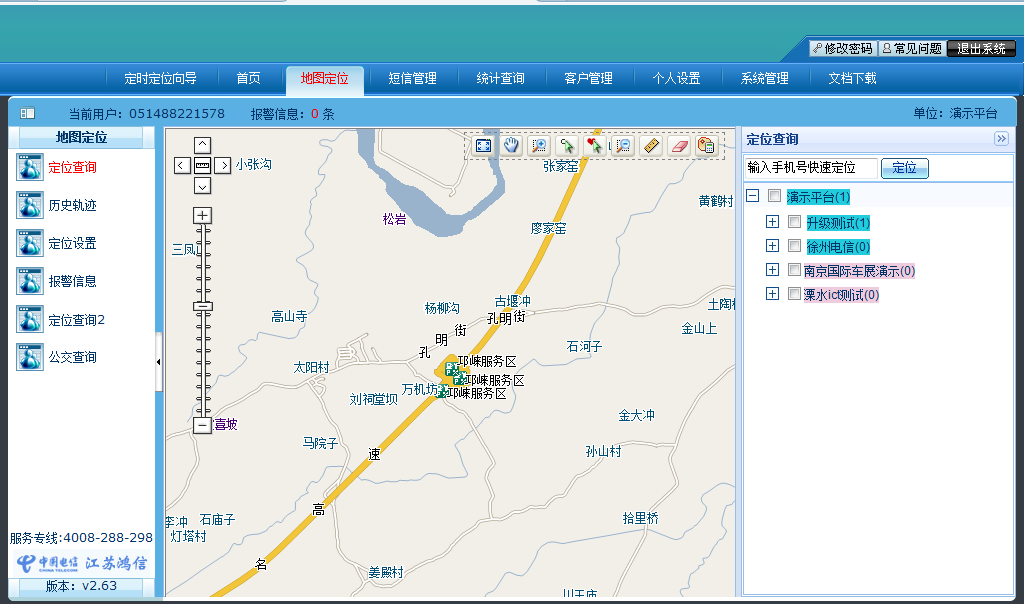 修改密码 常见问题 退出系统
定时定位向导 首页 地图定位 短信管理 统计查询 客户管理 个人设置 系统管理 文档下载
当前用户：051488221578 报警信息：0 条 单位：演示平台
地图定位
定位查询
历史轨迹
定位设置
报警信息
定位查询2
公交查询
服务专线:4008-288-298
中国电信 江苏鸿信
CHINA TELECOM
版本：v2.63
小张沟
张家窑
黄鹤村
松岩
廖家窑
三凤
古堰冲
杨柳沟
孔明街
高山寺
金山上
街
明
孔
石河子
邛崃服务区
太阳村
邛崃服务区
万机坊
邛崃服务区
刘祠堂坝
金大冲
喜坡
马院子
孙山村
速
高
李冲
石庙子
拾里桥
灯塔村
名
姜殿村
川王庙
定位查询
输入手机号快速定位 定位
演示平台(1)
升级测试(1)
徐州电信(0)
南京国际车展演示(0)
溧水ict测试(0)